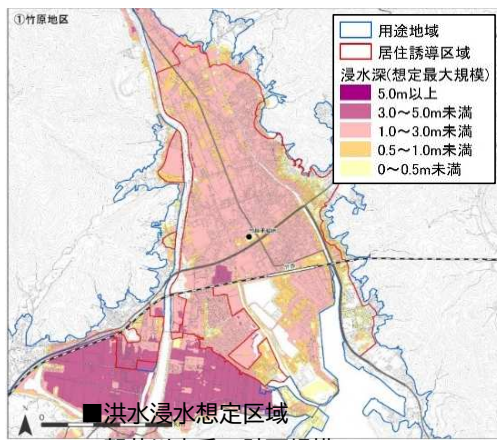 ①竹原地区
用途地域
居住誘導区域
浸水深(想定最大規模)
5.0m以上
3.0～5.0m未満
1.0～3.0m未満
0.5～1.0m未満
0～0.5m未満
0
■洪水浸水想定区域